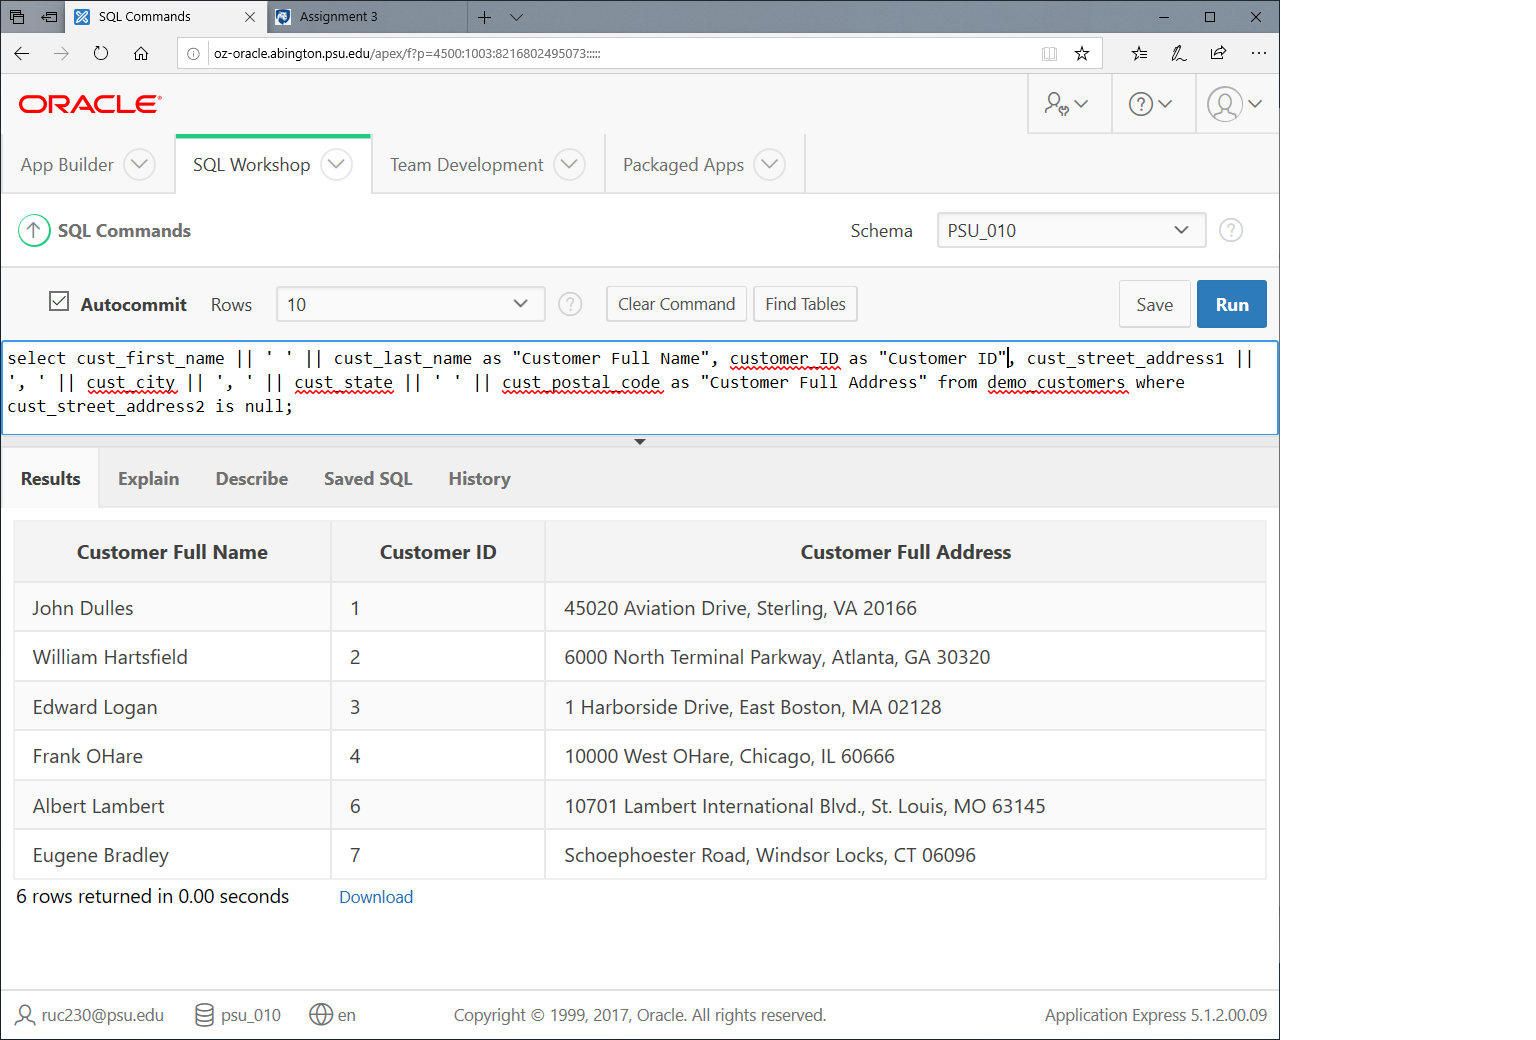 SQL Commands
Assignment 3
oz-oracle.abington.psu.edu/apex/f?p=4500:1003:8216802495073:::::
ORACLE®
App Builder
SQL Workshop
Team Development
Packaged Apps
SQL Commands
Schema
PSU_010
Autocommit
Rows
10
Clear Command
Find Tables
Save
Run
select cust_first_name || ' ' || cust_last_name as "Customer Full Name", customer_ID as "Customer ID", cust_street_address1 ||
', ' || cust_city || ', ' || cust_state || ' ' || cust_postal_code as "Customer Full Address" from demo_customers where
cust_street_address2 is null;
Results
Explain
Describe
Saved SQL
History
Customer Full Name Customer ID Customer Full Address
John Dulles 1 45020 Aviation Drive, Sterling, VA 20166
William Hartsfield 2 6000 North Terminal Parkway, Atlanta, GA 30320
Edward Logan 3 1 Harborside Drive, East Boston, MA 02128
Frank OHare 4 10000 West OHare, Chicago, IL 60666
Albert Lambert 6 10701 Lambert International Blvd., St. Louis, MO 63145
Eugene Bradley 7 Schoephoester Road, Windsor Locks, CT 06096
6 rows returned in 0.00 seconds
Download
ruc230@psu.edu
psu_010
en
Copyright © 1999, 2017, Oracle. All rights reserved.
Application Express 5.1.2.00.09